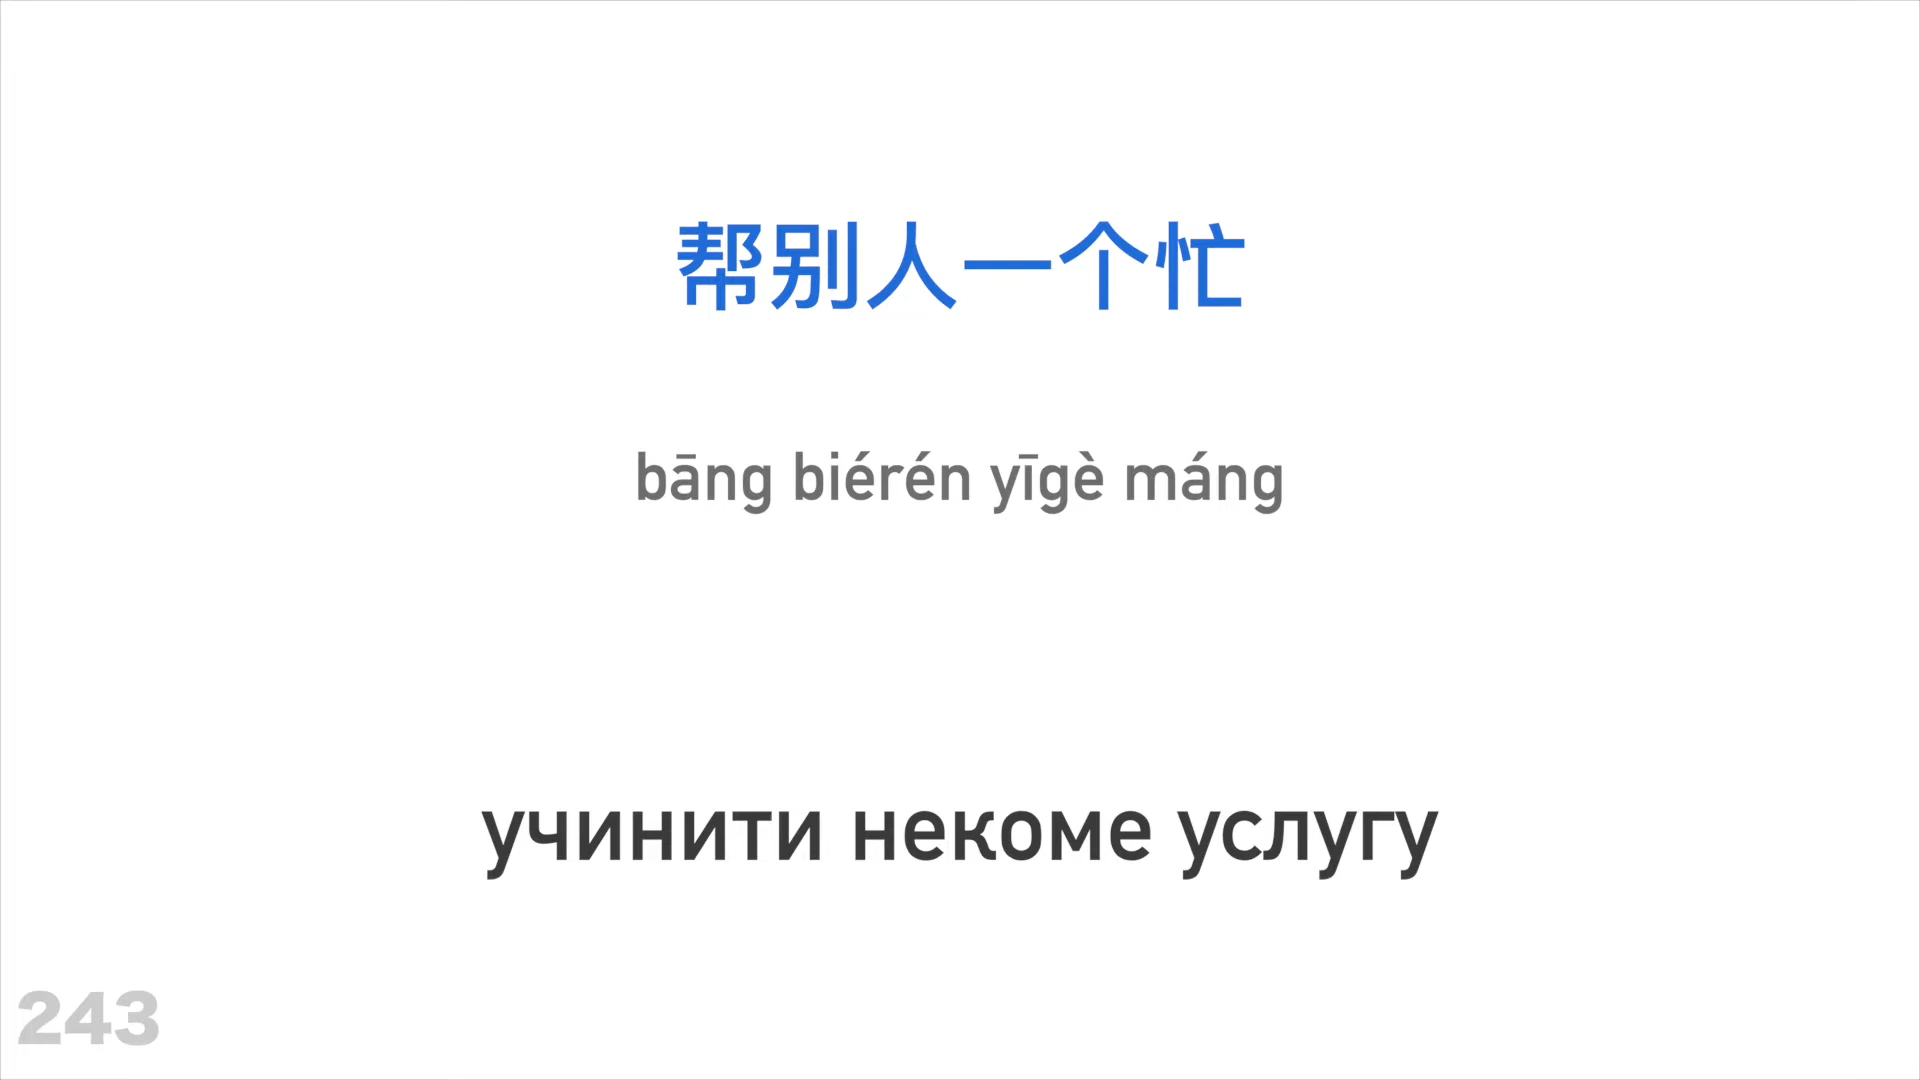 帮别人一个忙
bāng biérén yīgè máng
учинити некоме услугу
243